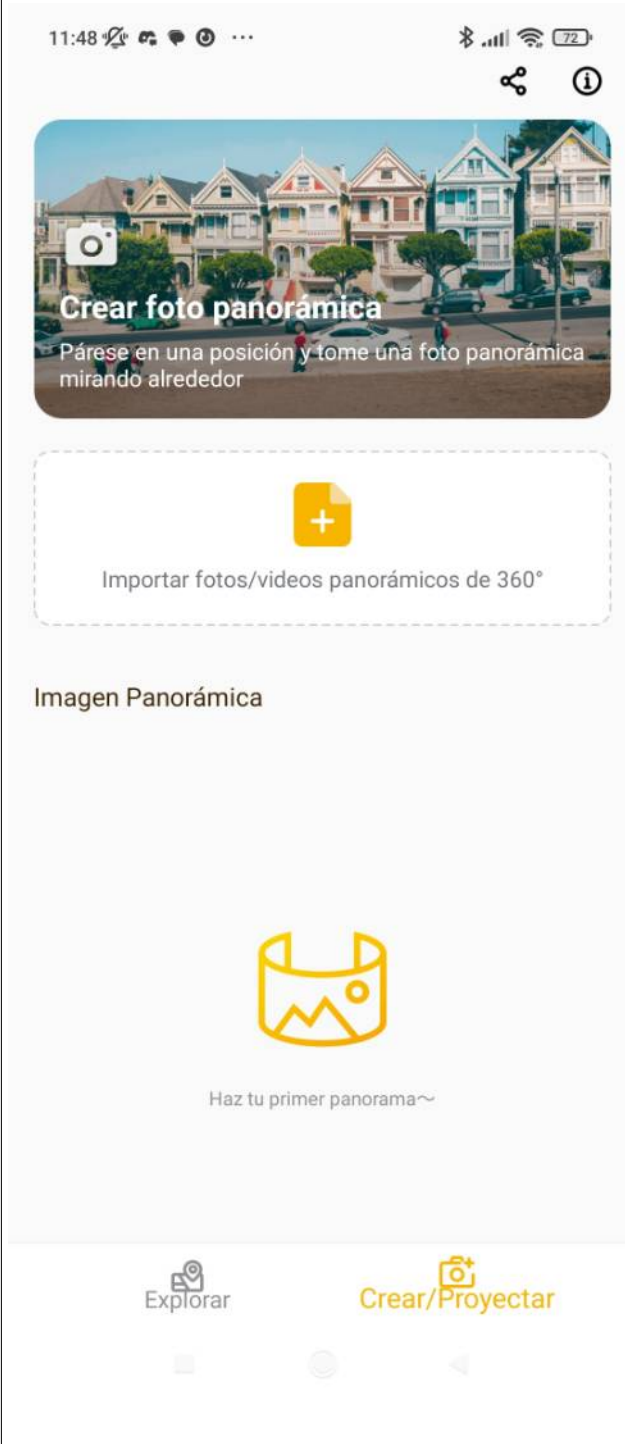 11:48
72
Crear foto panorámica
Párese en una posición y tome una foto panorámica
mirando alrededor
Importar fotos/videos panorámicos de 360°
Imagen Panorámica
Haz tu primer panorama～
Explorar
Crear/Proyectar